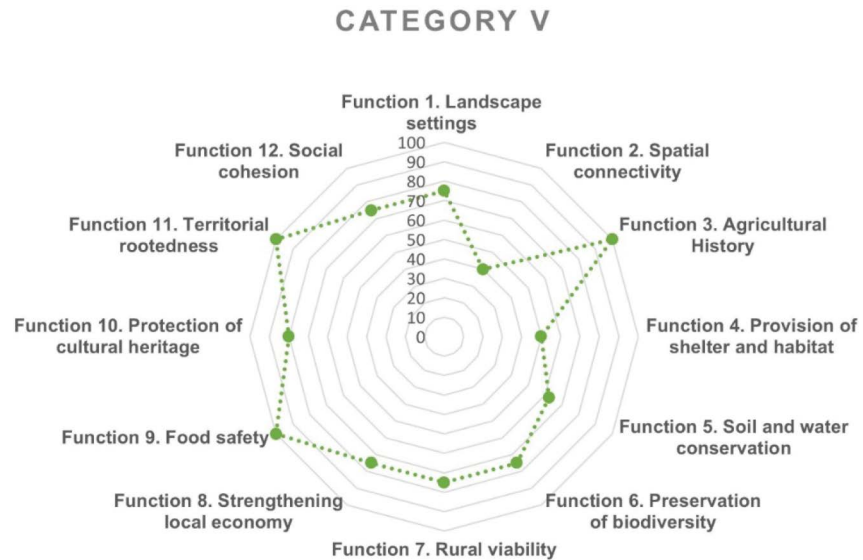 CATEGORY V
Function 1. Landscape
settings
Function 2. Spatial
connectivity
Function 3. Agricultural
History
Function 4. Provision of
shelter and habitat
Function 5. Soil and water
conservation
Function 6. Preservation
of biodiversity
Function 7. Rural viability
Function 8. Strengthening
local economy
Function 9. Food safety
Function 10. Protection of
cultural heritage
Function 11. Territorial
rootedness
Function 12. Social
cohesion
100
90
80
70
60
50
40
30
20
10
0